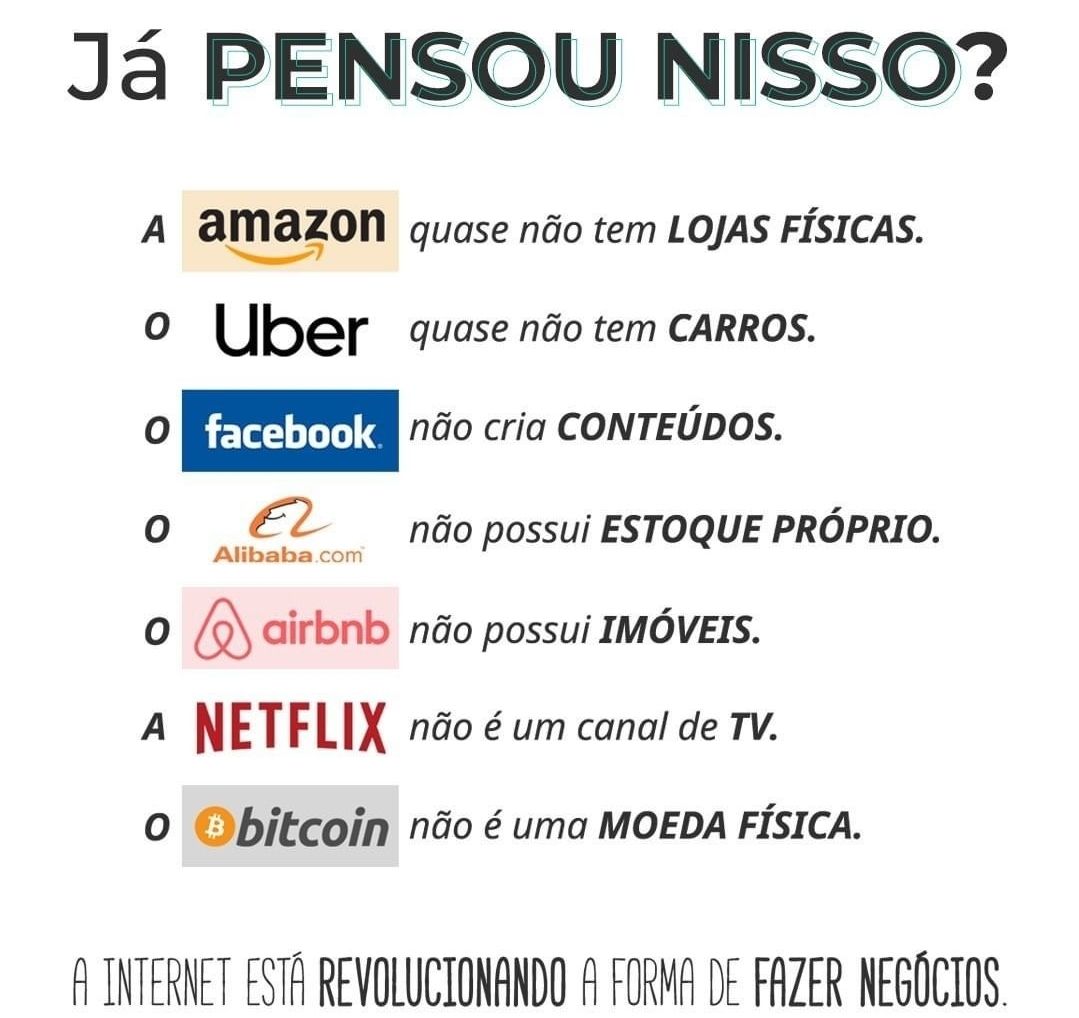 Já PENSOU NISSO?
A amazon quase não tem LOJAS FÍSICAS.
O Uber quase não tem CARROS.
O facebook. não cria CONTEÚDOS.
O Alibaba.com não possui ESTOQUE PRÓPRIO.
O airbnb não possui IMÓVEIS.
A NETFLIX não é um canal de TV.
O bitcoin não é uma MOEDA FÍSICA.
A INTERNET ESTÁ REVOLUCIONANDO A FORMA DE FAZER NEGÓCIOS.